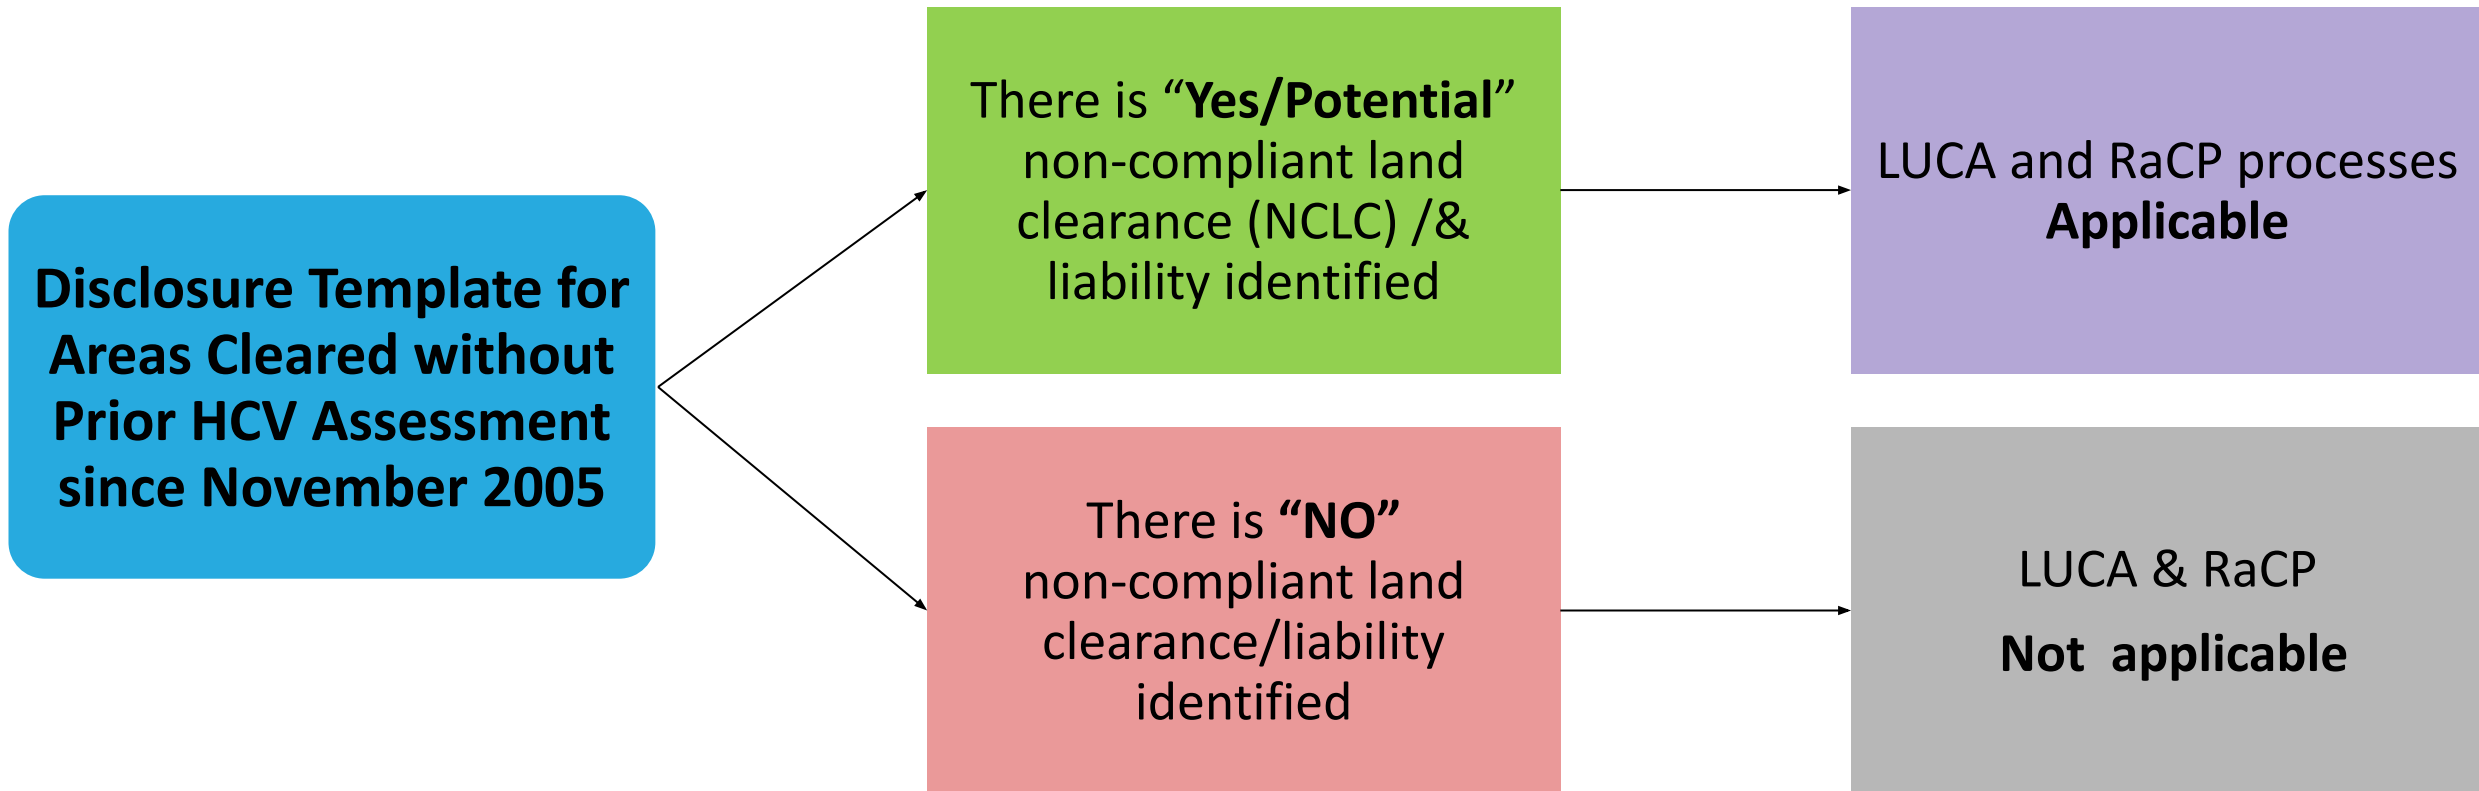 Disclosure Template for
Areas Cleared without
Prior HCV Assessment
since November 2005
There is “Yes/Potential”
non-compliant land
clearance (NCLC) /&
liability identified
LUCA and RaCP processes
Applicable
There is “NO”
non-compliant land
clearance/liability
identified
LUCA & RaCP
Not  applicable